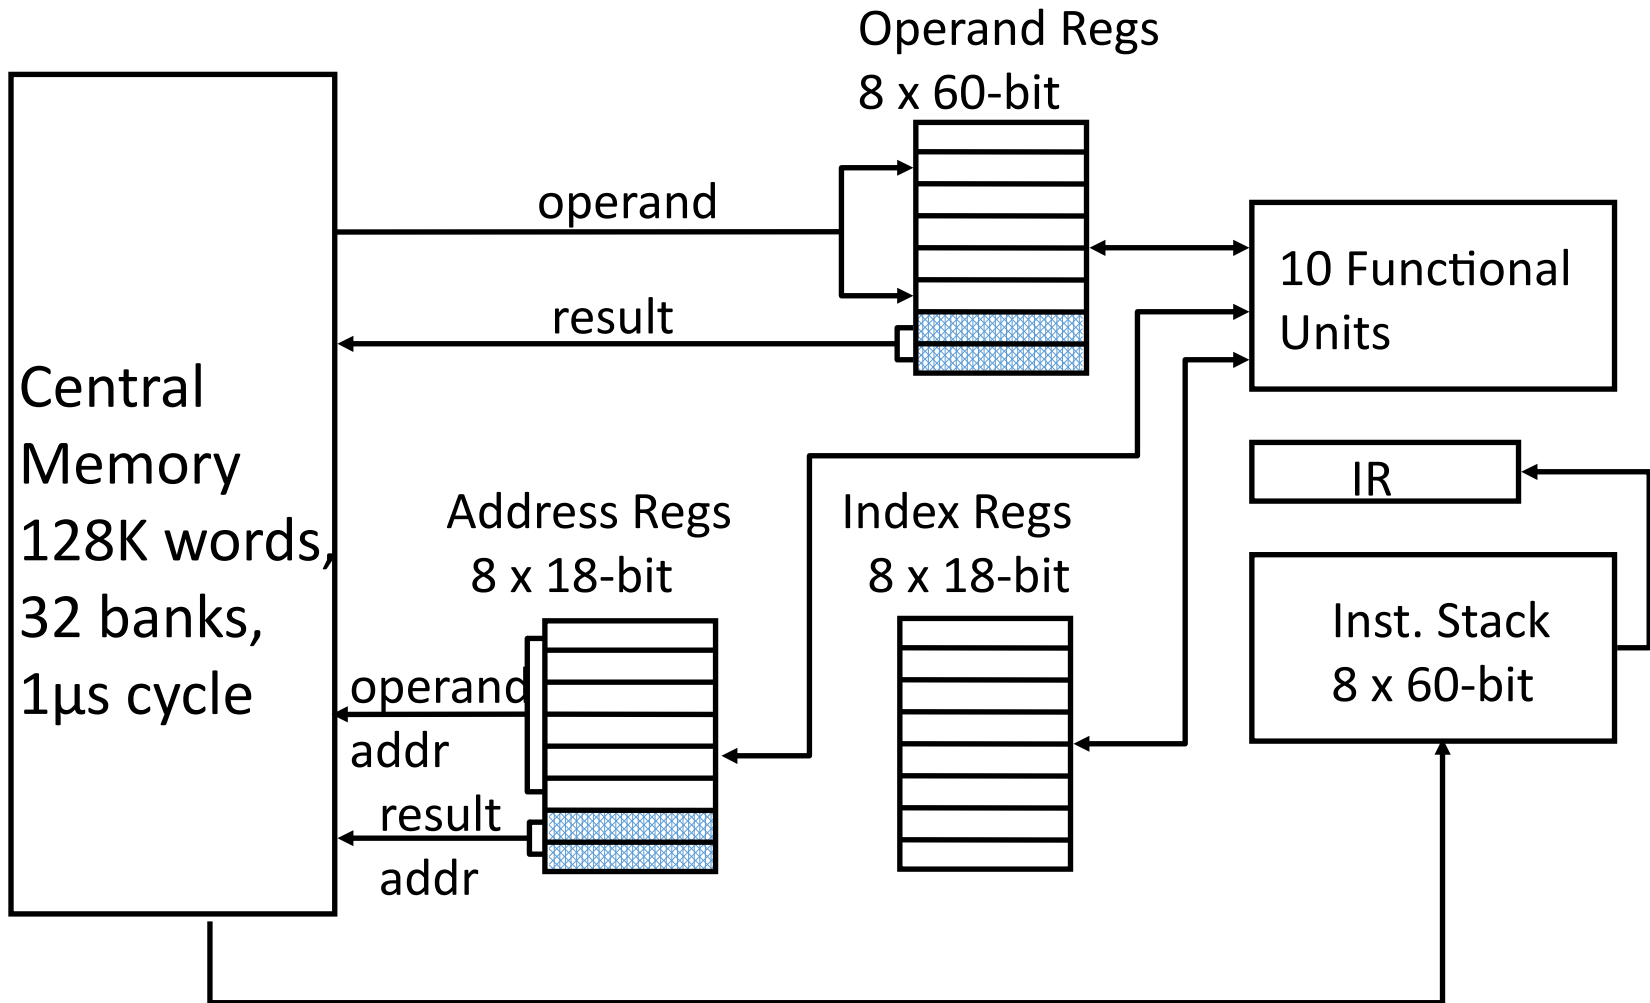 Operand Regs
8 x 60-bit
operand
result
10 Functional
Units
Central
Memory
128K words,
32 banks,
1μs cycle
IR
Address Regs
8 x 18-bit
Index Regs
8 x 18-bit
Inst. Stack
8 x 60-bit
operand
addr
result
addr